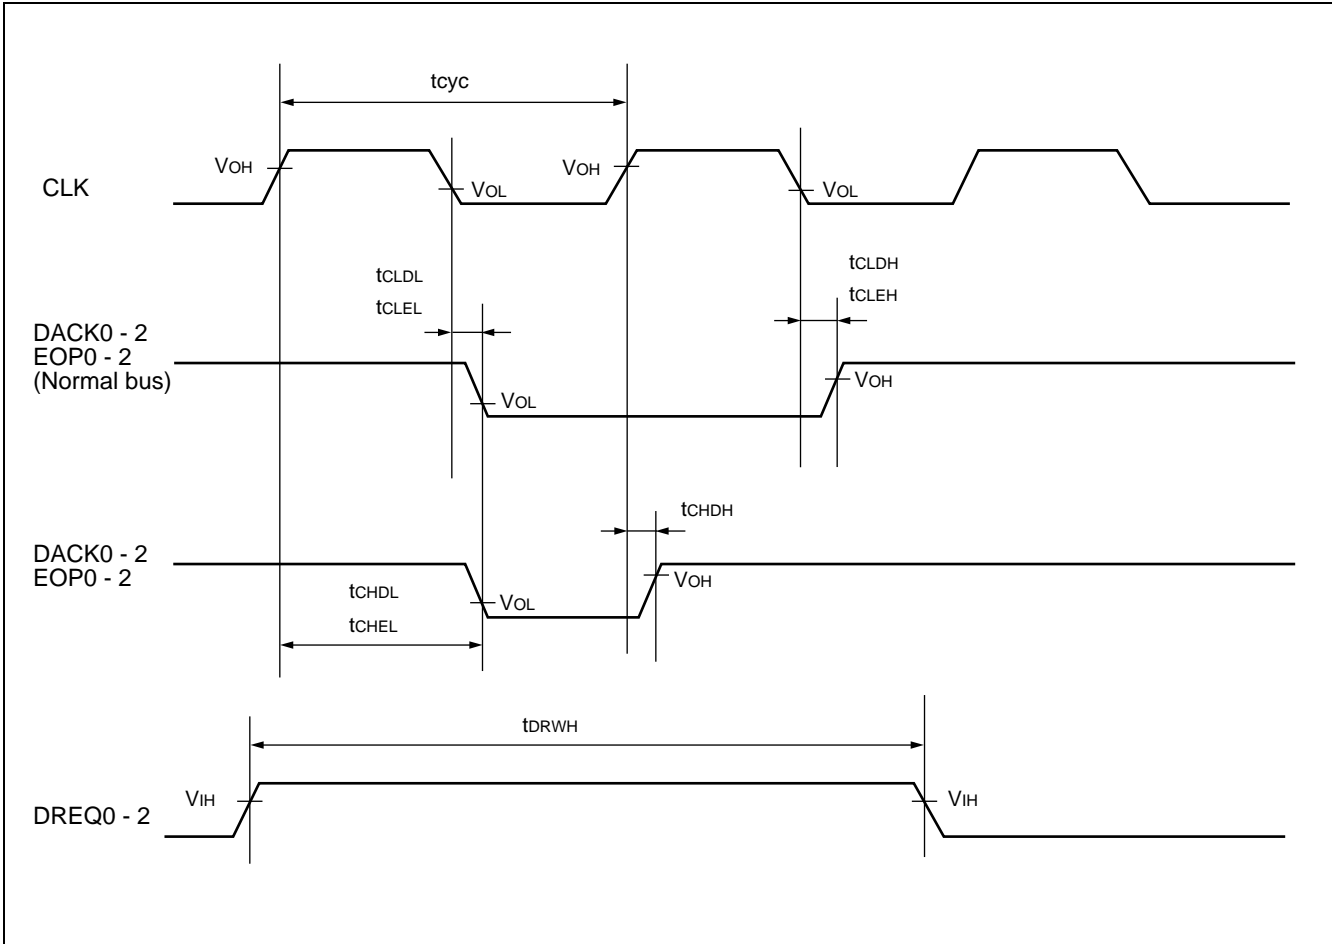 tcyc
VOH
VOH
CLK
VOL
VOL
tCLDL
tCLEL
tCLDH
tCLEH
DACK0 - 2
EOP0 - 2
(Normal bus)
VOH
VOL
tCHDH
DACK0 - 2
EOP0 - 2
VOH
tCHDL
VOL
tCHEL
tDRWH
VIH
VIH
DREQ0 - 2